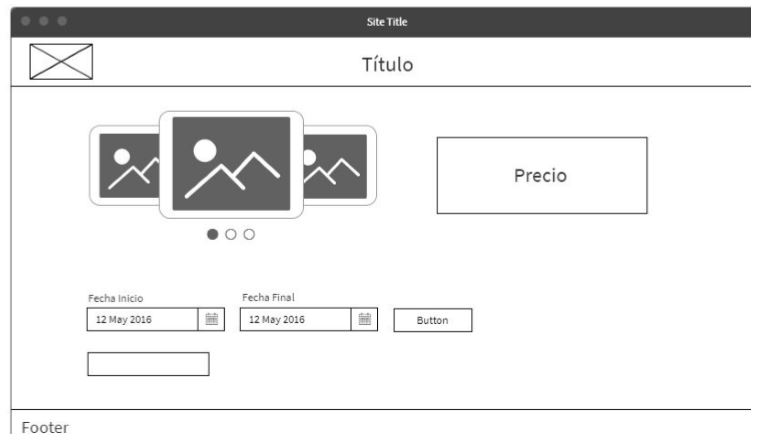 Site Title
Título
Precio
Fecha Inicio
Fecha Final
12 May 2016
12 May 2016
Button
Footer